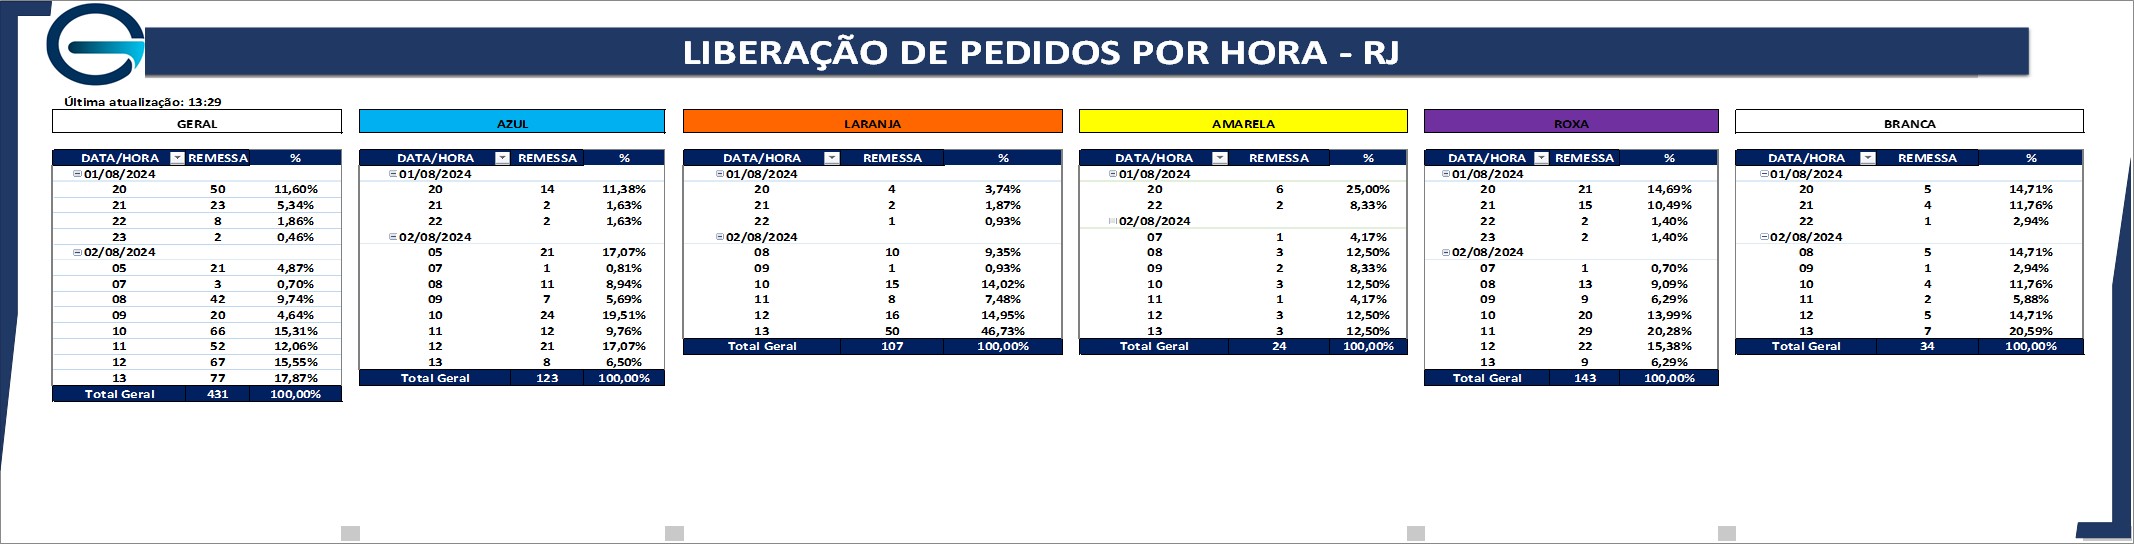 LIBERAÇÃO DE PEDIDOS POR HORA - RJ
Última atualização: 13:29
GERAL
DATA/HORA REMESSA %
01/08/2024
20 50 11,60%
21 23 5,34%
22 8 1,86%
23 2 0,46%
02/08/2024
05 21 4,87%
07 3 0,70%
08 42 9,74%
09 20 4,64%
10 66 15,31%
11 52 12,06%
12 67 15,55%
13 77 17,87%
Total Geral 431 100,00%
AZUL
DATA/HORA REMESSA %
01/08/2024
20 14 11,38%
21 2 1,63%
22 2 1,63%
02/08/2024
05 21 17,07%
07 1 0,81%
08 11 8,94%
09 7 5,69%
10 24 19,51%
11 12 9,76%
12 21 17,07%
13 8 6,50%
Total Geral 123 100,00%
LARANJA
DATA/HORA REMESSA %
01/08/2024
20 4 3,74%
21 2 1,87%
22 1 0,93%
02/08/2024
08 10 9,35%
09 1 0,93%
10 15 14,02%
11 8 7,48%
12 16 14,95%
13 50 46,73%
Total Geral 107 100,00%
AMARELA
DATA/HORA REMESSA %
01/08/2024
20 6 25,00%
22 2 8,33%
02/08/2024
07 1 4,17%
08 3 12,50%
09 2 8,33%
10 3 12,50%
11 1 4,17%
12 3 12,50%
13 3 12,50%
Total Geral 24 100,00%
ROXA
DATA/HORA REMESSA %
01/08/2024
20 21 14,69%
21 15 10,49%
22 2 1,40%
23 2 1,40%
02/08/2024
07 1 0,70%
08 13 9,09%
09 9 6,29%
10 20 13,99%
11 29 20,28%
12 22 15,38%
13 9 6,29%
Total Geral 143 100,00%
BRANCA
DATA/HORA REMESSA %
01/08/2024
20 5 14,71%
21 4 11,76%
22 1 2,94%
02/08/2024
08 5 14,71%
09 1 2,94%
10 4 11,76%
11 2 5,88%
12 5 14,71%
13 7 20,59%
Total Geral 34 100,00%